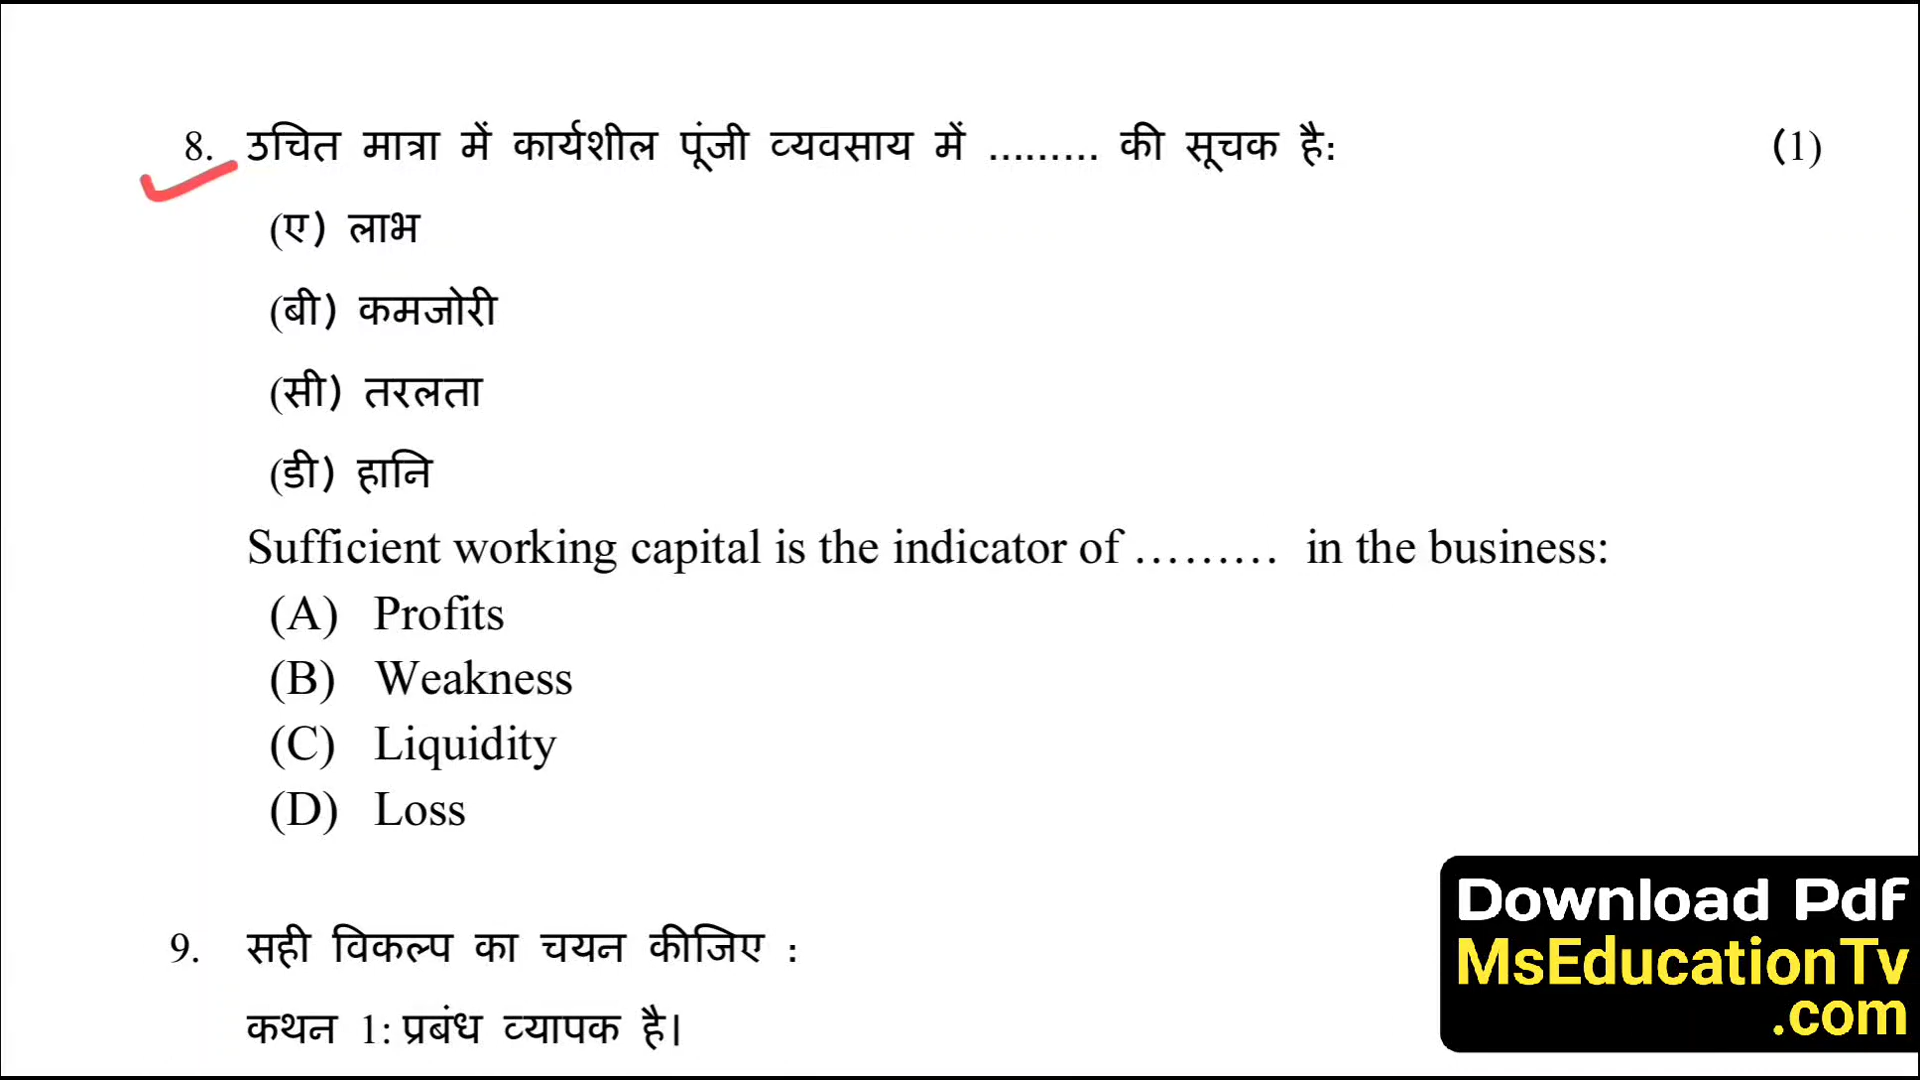 8. उचित मात्रा में कार्यशील पूंजी व्यवसाय में ......... की सूचक है: (1)
(ए) लाभ
(बी) कमजोरी
(सी) तरलता
(डी) हानि
Sufficient working capital is the indicator of ......... in the business:
(A) Profits
(B) Weakness
(C) Liquidity
(D) Loss
9. सही विकल्प का चयन कीजिए :
कथन 1: प्रबंध व्यापक है।
Download Pdf
MsEducationTv
.com